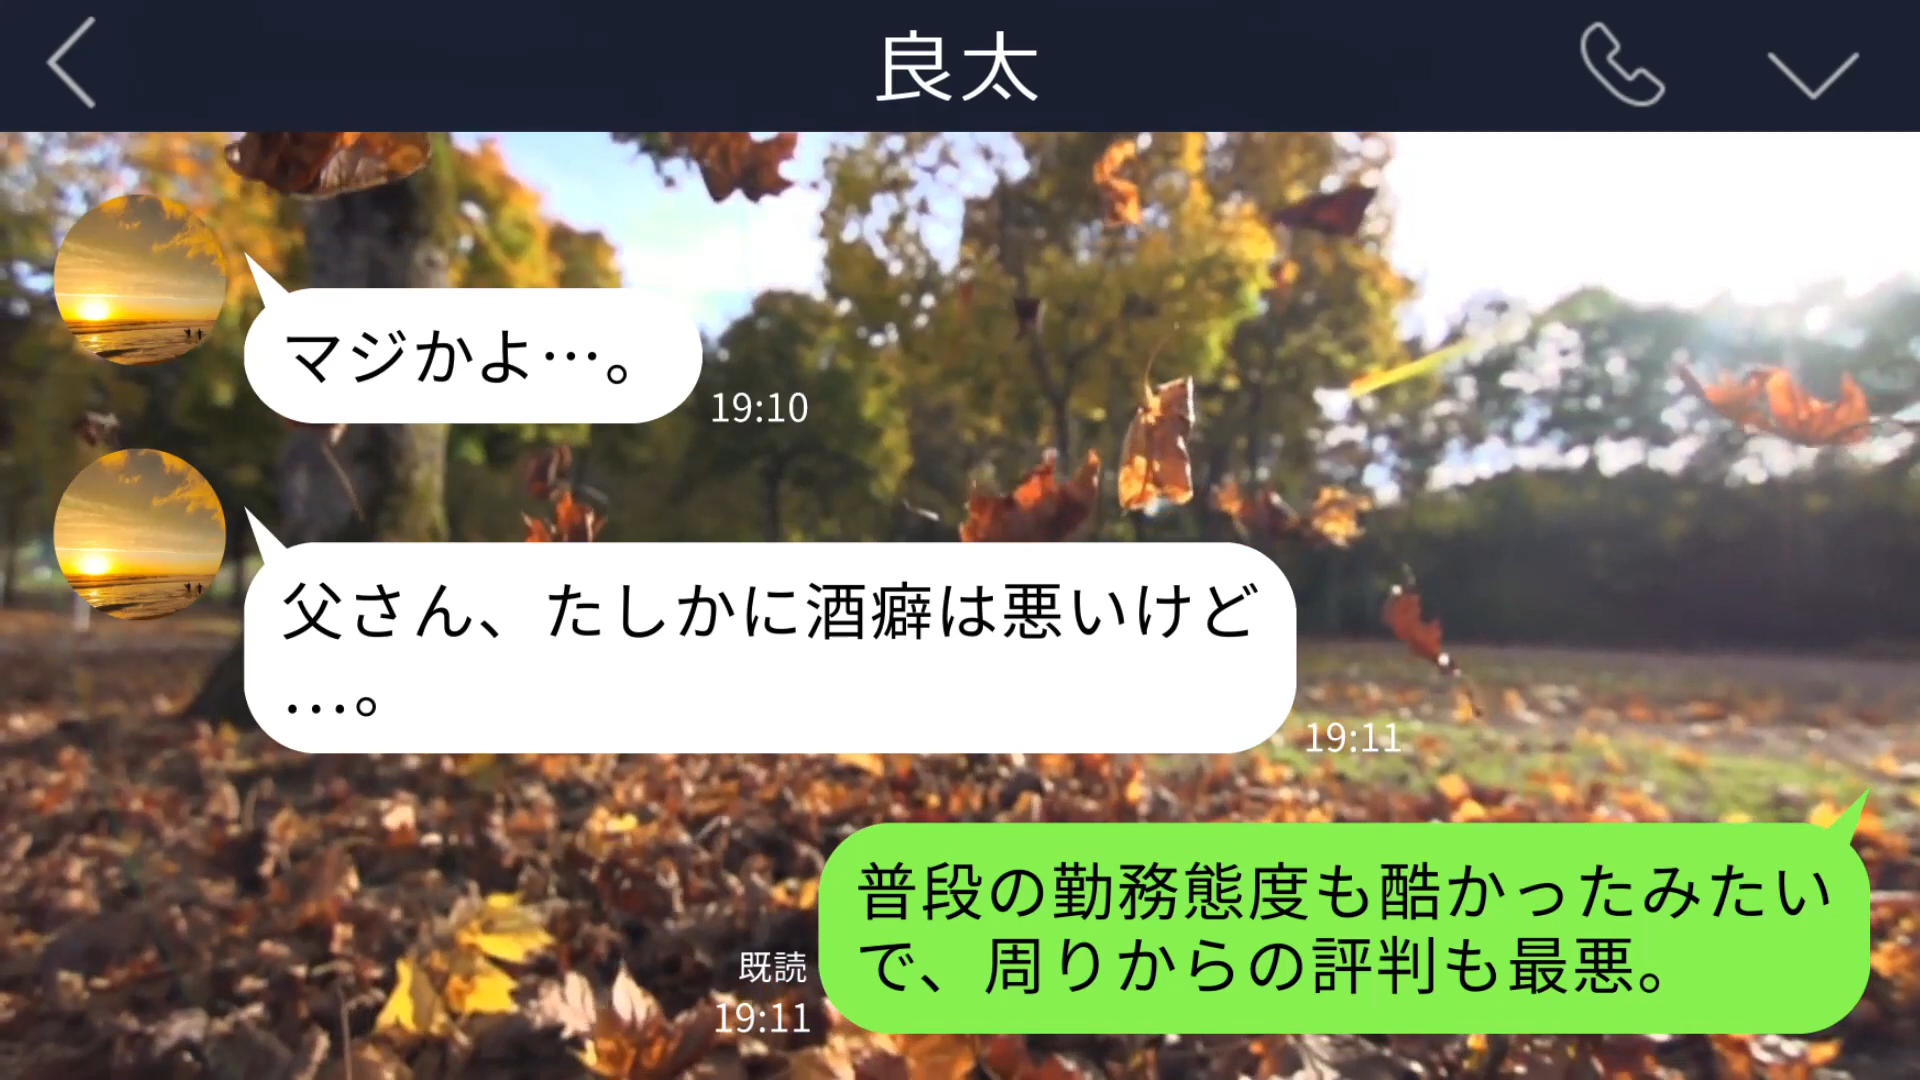 良太
マジかよ…。
19:10
父さん、たしかに酒癖は悪いけど
…。
19:11
普段の勤務態度も酷かったみたい
で、周りからの評判も最悪。
既読
19:11